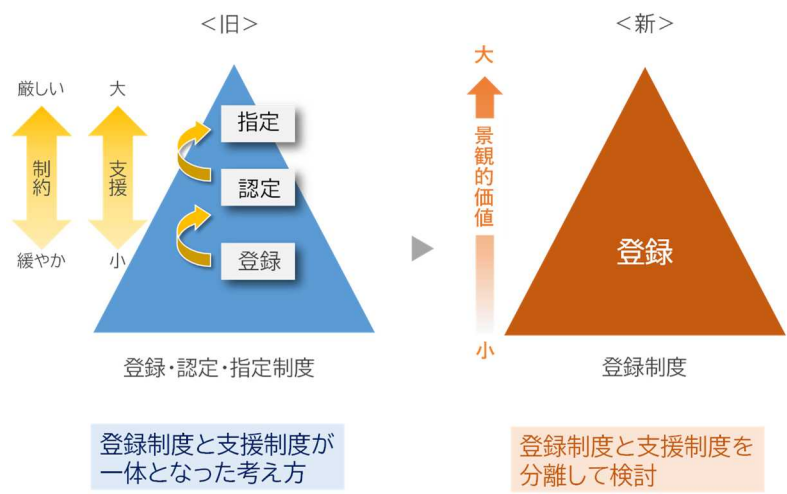 ＜旧＞
厳しい
大
制約
支援
緩やか
小
指定
認定
登録
登録・認定・指定制度
登録制度と支援制度が
一体となった考え方
＜新＞
大
景観的価値
小
登録
登録制度
登録制度と支援制度を
分離して検討